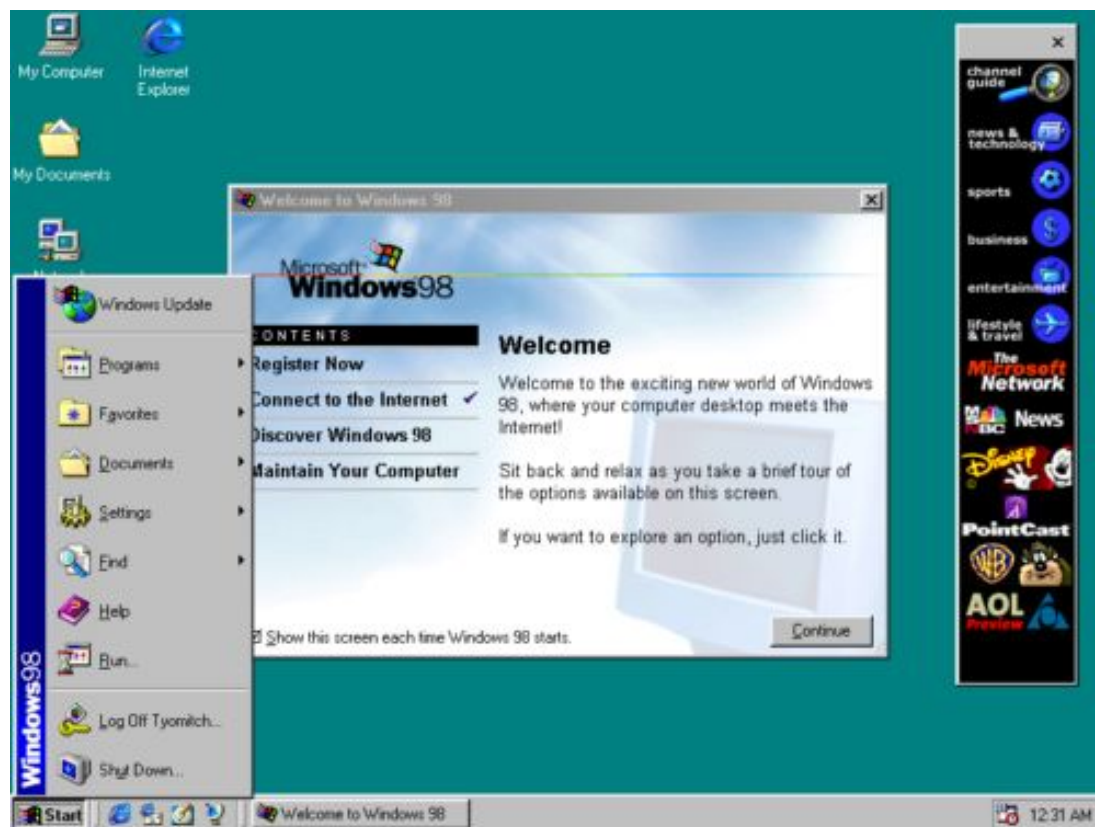 My Computer
Internet
Explorer
My Documents
Welcome to Windows 98
Microsoft
Windows98
CONTENTS
Register Now
Connect to the Internet
Discover Windows 98
Maintain Your Computer
Welcome
Welcome to the exciting new world of Windows
98, where your computer desktop meets the
Internet!
Sit back and relax as you take a brief tour of
the options available on this screen.
If you want to explore an option, just click it.
Show this screen each time Windows 98 starts.
Continue
Windows Update
Programs
Favorites
Documents
Settings
Find
Help
Run...
Log Off Tyomitch...
Shut Down...
Windows98
channel
guide
news &
technology
sports
business
entertainment
lifestyle
& travel
The
Microsoft
Network
News
Disney
PointCast
WB
AOL
Preview
Start
Welcome to Windows 98
12:31 AM